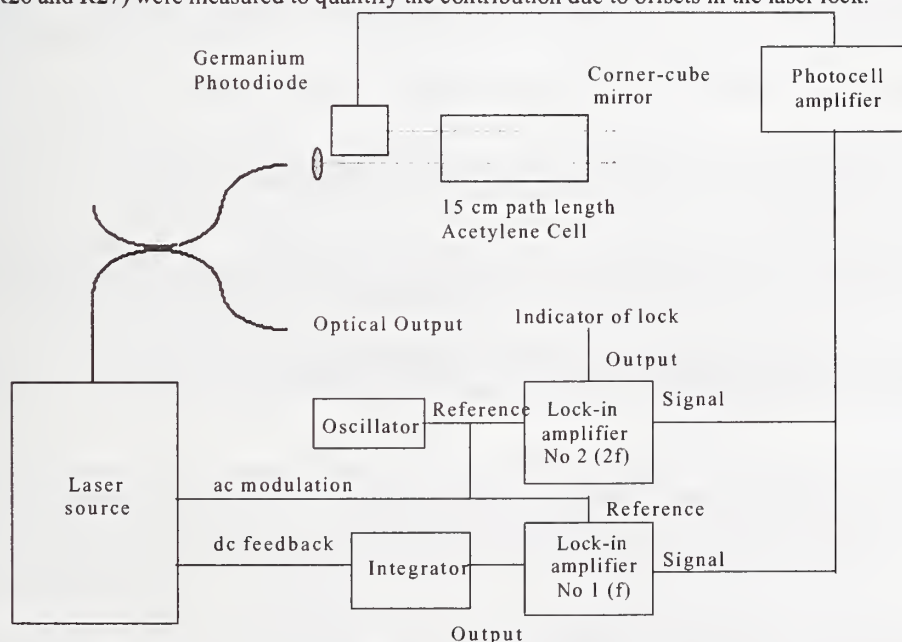 R26 and R27) were measured to quantify the contribution due to offsets in the laser lock.
Germanium
Photodiode
Corner-cube
mirror
Photocell
amplifier
15 cm path length
Acetylene Cell
Optical Output
Indicator of lock
Output
Oscillator
Reference
Lock-in
amplifier
No 2 (2f)
Signal
Laser
source
ac modulation
Reference
dc feedback
Integrator
Lock-in
amplifier
No 1 (f)
Signal
Output